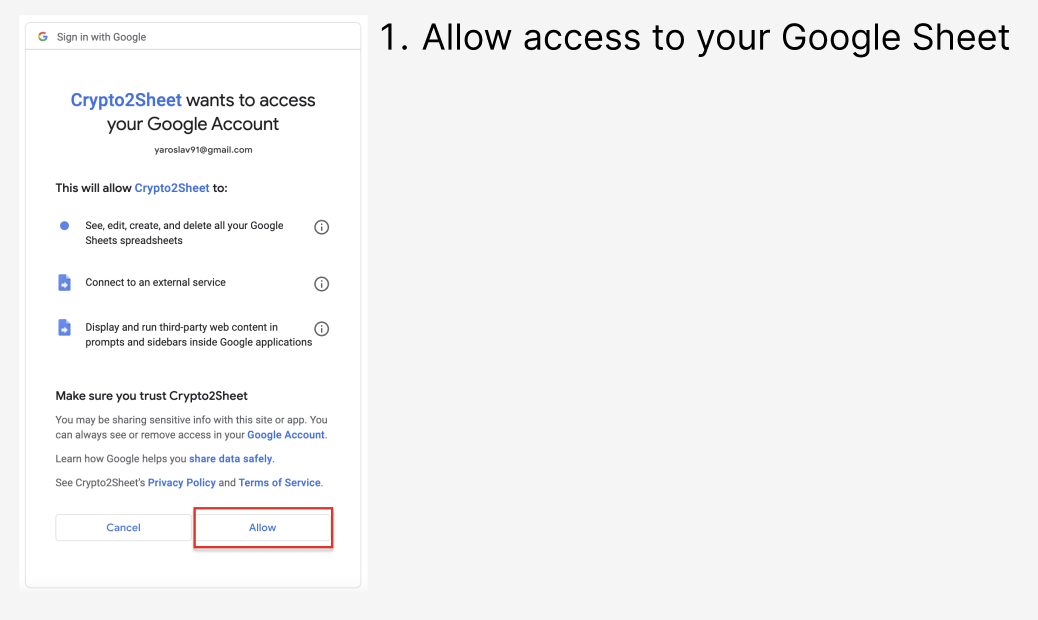 Sign in with Google
1. Allow access to your Google Sheet
Crypto2Sheet wants to access
your Google Account
yaroslav91@gmail.com
This will allow Crypto2Sheet to:
See, edit, create, and delete all your Google
Sheets spreadsheets
Connect to an external service
Display and run third-party web content in
prompts and sidebars inside Google applications
Make sure you trust Crypto2Sheet
You may be sharing sensitive info with this site or app. You
can always see or remove access in your Google Account.
Learn how Google helps you share data safely.
See Crypto2Sheet's Privacy Policy and Terms of Service.
Cancel
Allow